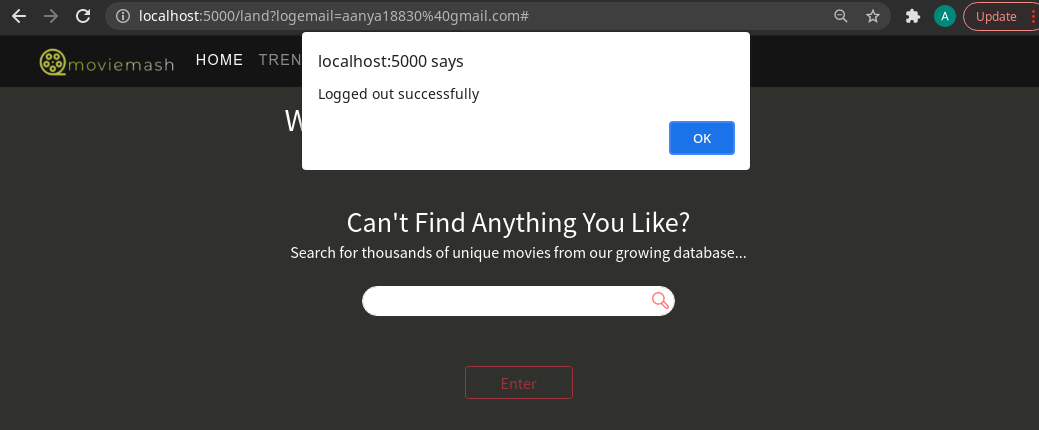 localhost:5000/land?logemail=aanya18830%40gmail.com#
A
Update
moviemash
HOME TREN
localhost:5000 says
Logged out successfully
OK
W
Can't Find Anything You Like?
Search for thousands of unique movies from our growing database...
Enter